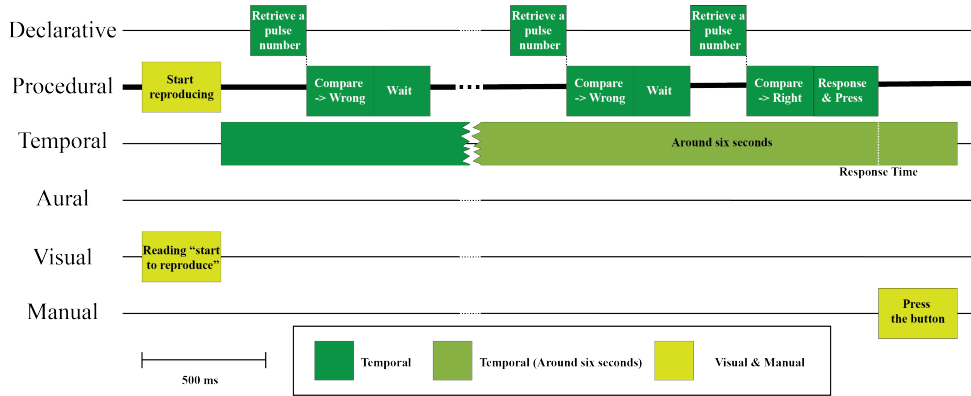 Declarative
Retrieve a
pulse
number
Retrieve a
pulse
number
Retrieve a
pulse
number
Procedural
Start
reproducing
Compare
-> Wrong
Wait
Compare
-> Wrong
Wait
Compare
-> Right
Response
& Press
Temporal
Around six seconds
Response Time
Aural
Visual
Reading “start
to reproduce”
Manual
Press
the button
500 ms
Temporal
Temporal (Around six seconds)
Visual & Manual